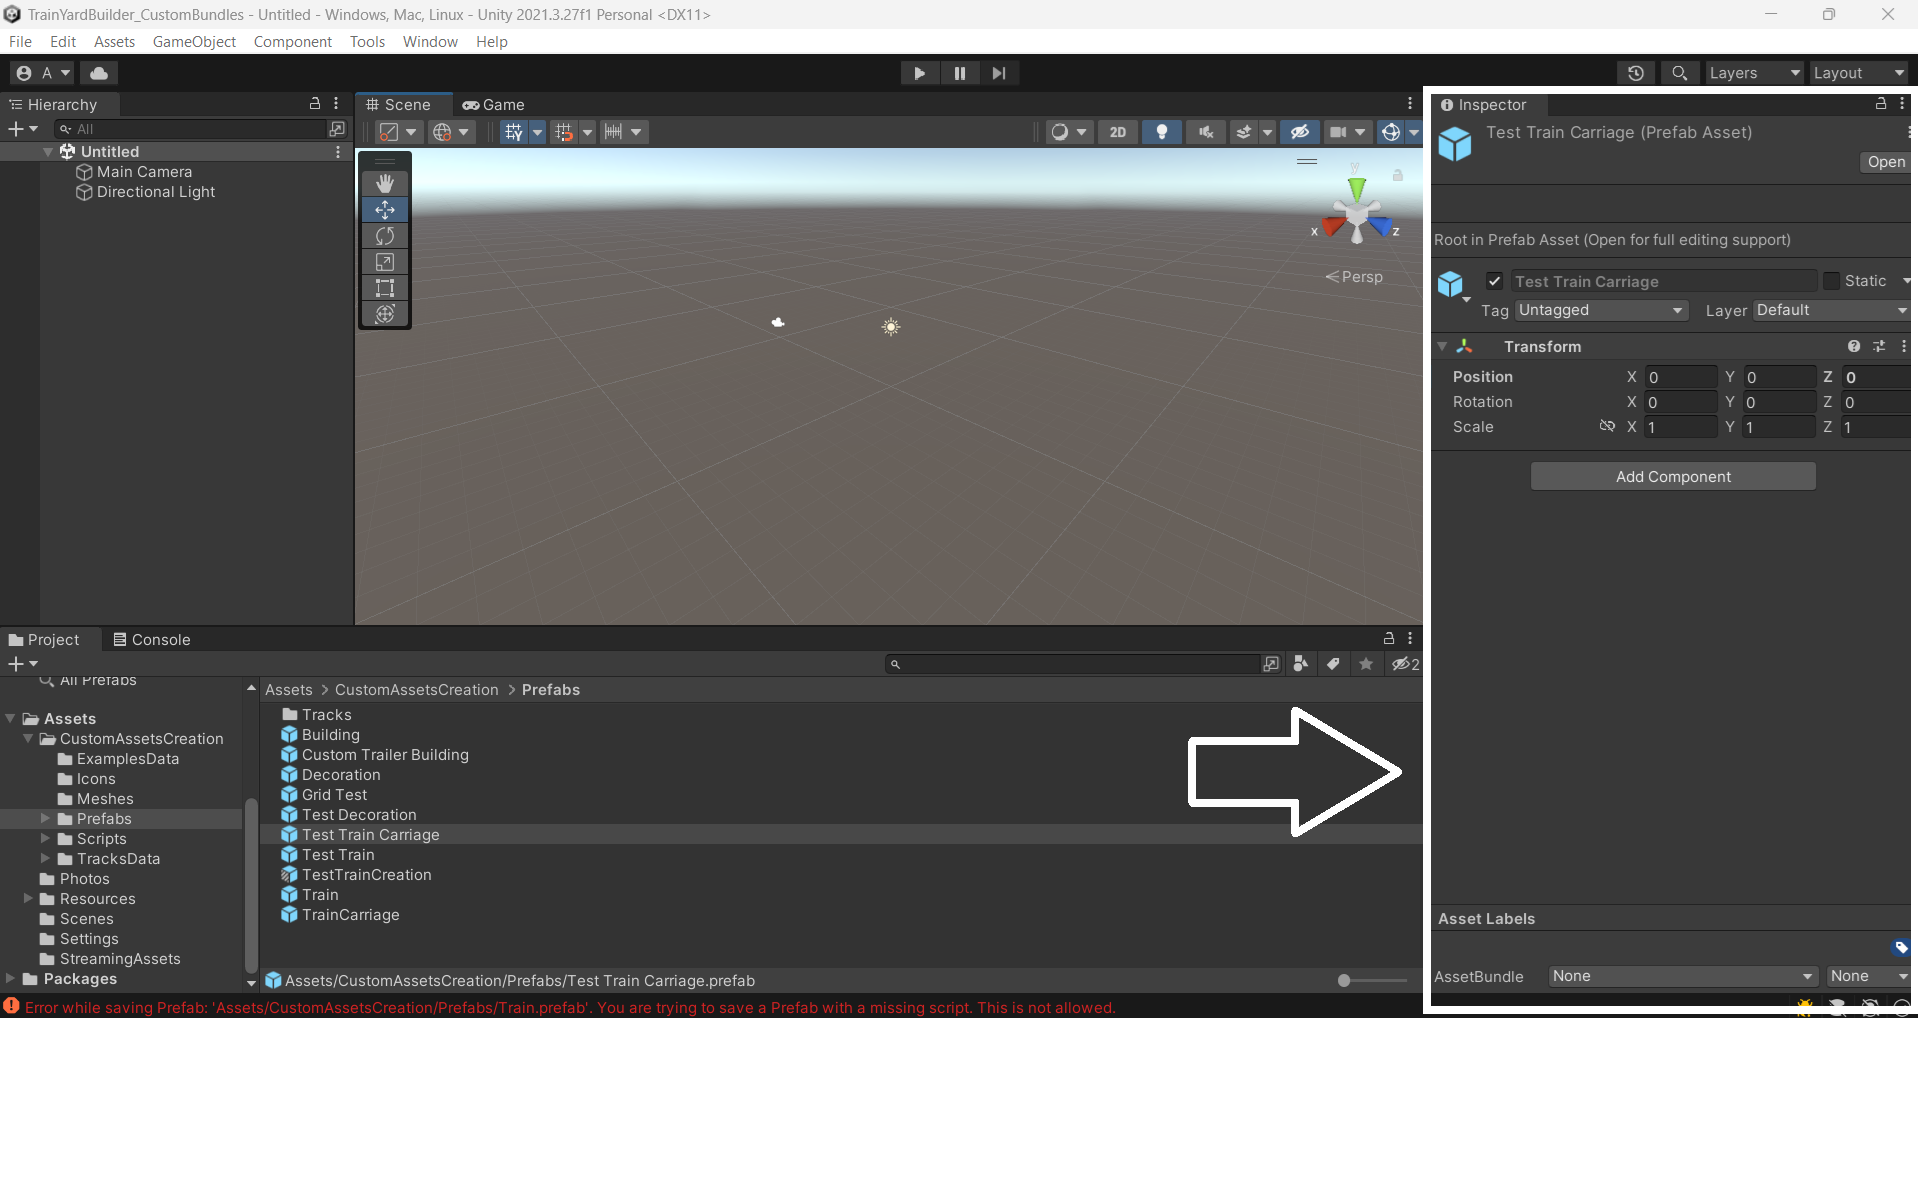 TrainYardBuilder_CustomBundles - Untitled - Windows, Mac, Linux - Unity 2021.3.27f1 Personal <DX11>
File Edit Assets GameObject Component Tools Window Help
A Layers Layout
Hierarchy
All
Untitled
Main Camera
Directional Light
Scene Game
2D
y
x z
Persp
Inspector
Test Train Carriage (Prefab Asset)
Open
Root in Prefab Asset (Open for full editing support)
Test Train Carriage Static
Tag Untagged Layer Default
Transform
Position X 0 Y 0 Z 0
Rotation X 0 Y 0 Z 0
Scale X 1 Y 1 Z 1
Add Component
Asset Labels
AssetBundle None None
Project Console
2
All Prefabs
Assets
CustomAssetsCreation
ExamplesData
Icons
Meshes
Prefabs
Scripts
TracksData
Photos
Resources
Scenes
Settings
StreamingAssets
Packages
Assets > CustomAssetsCreation > Prefabs
Tracks
Building
Custom Trailer Building
Decoration
Grid Test
Test Decoration
Test Train Carriage
Test Train
TestTrainCreation
Train
TrainCarriage
Assets/CustomAssetsCreation/Prefabs/Test Train Carriage.prefab
Error while saving Prefab: 'Assets/CustomAssetsCreation/Prefabs/Train.prefab'. You are trying to save a Prefab with a missing script. This is not allowed.